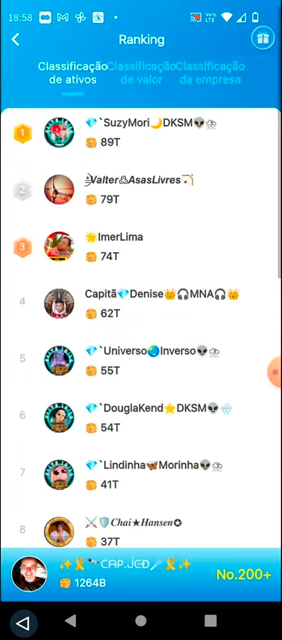 18:58
Ranking
Classificação de ativos
Classificação de valor
Classificação da empresa
1
💎`SuzyMori🌙DKSM👽⛈
89T
2
Valter♨AsasLivres🏹
79T
3
🌟ImerLima
74T
4
Capitã💎Denise👑🎧MNA🎧👑
62T
5
💎`Universo🌏Inverso👽⛈
55T
6
💎`DouglaKend⭐DKSM👽🌨
54T
7
💎`Lindinha🦋Morinha👽⛈
41T
8
⚔🛡Chai★Hansen✪
37T
✨🎗🔭CAP.JED🎤🎗✨
1264B
No.200+